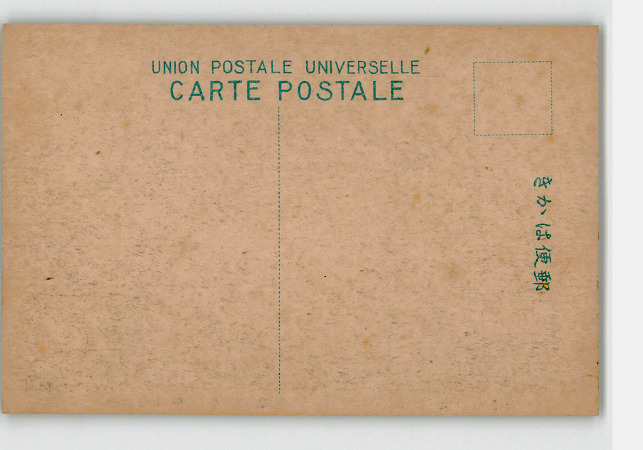 UNION POSTALE UNIVERSELLE
CARTE POSTALE
きかは便郵